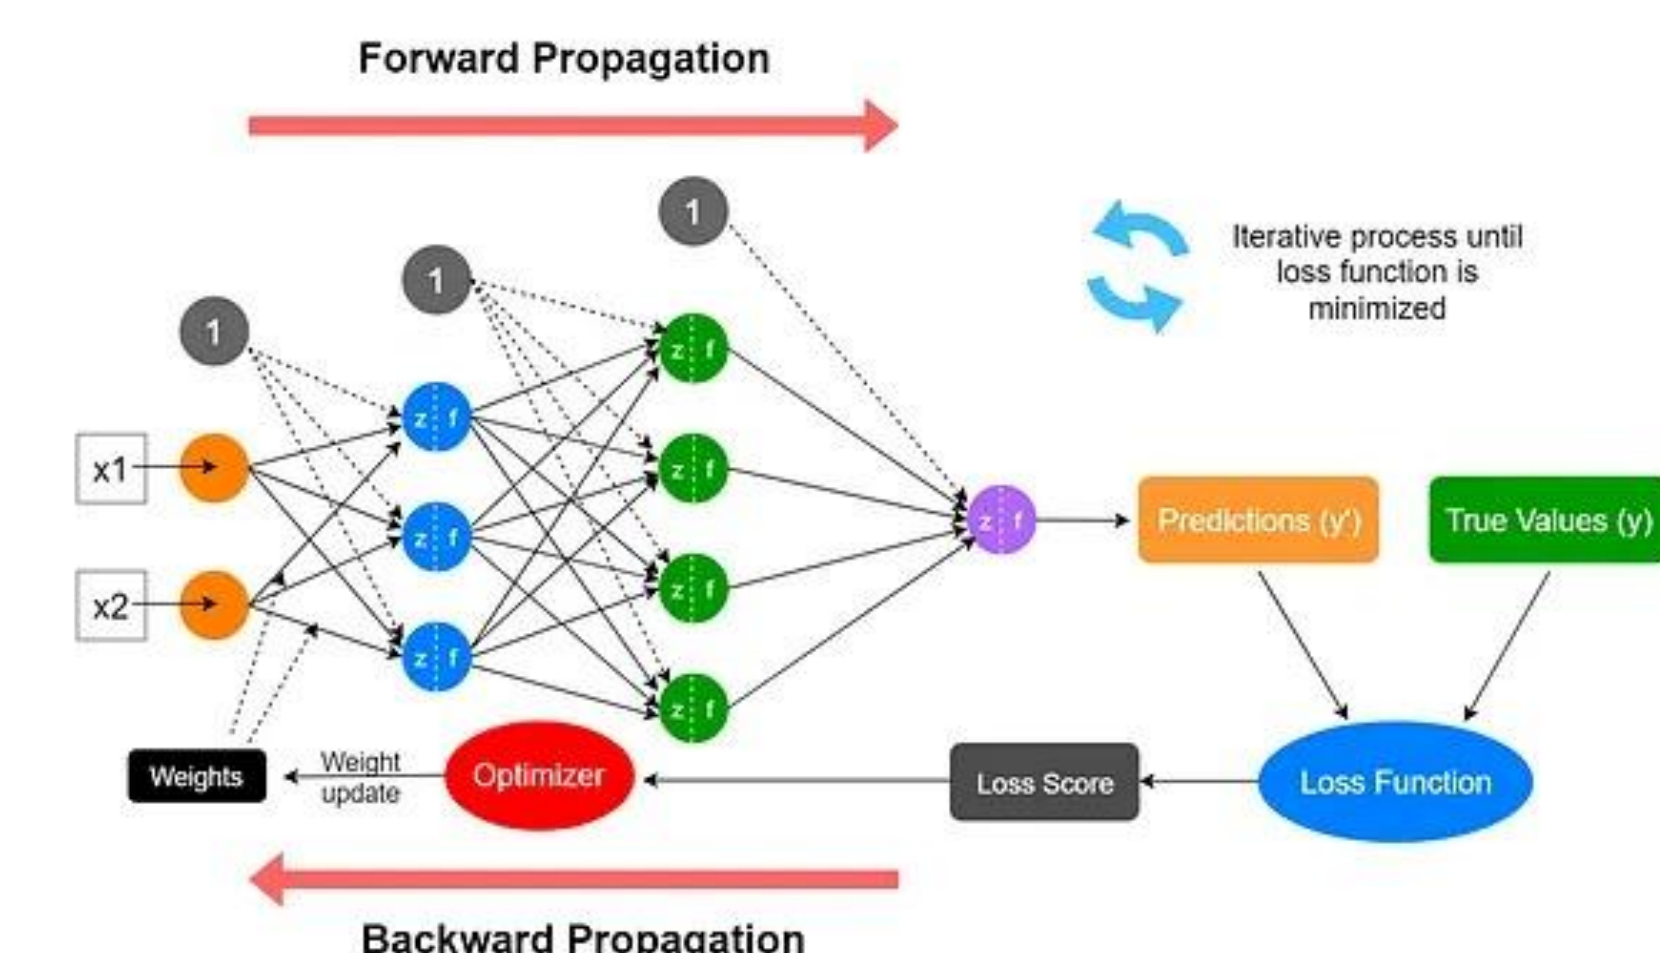 Forward Propagation
1
1
1
Iterative process until
loss function is
minimized
z f
z f
x1
z f
z f
z f
Predictions (y')
True Values (y)
z f
z f
x2
z f
z f
Weights
Weight
update
Optimizer
Loss Score
Loss Function
Backward Propagation